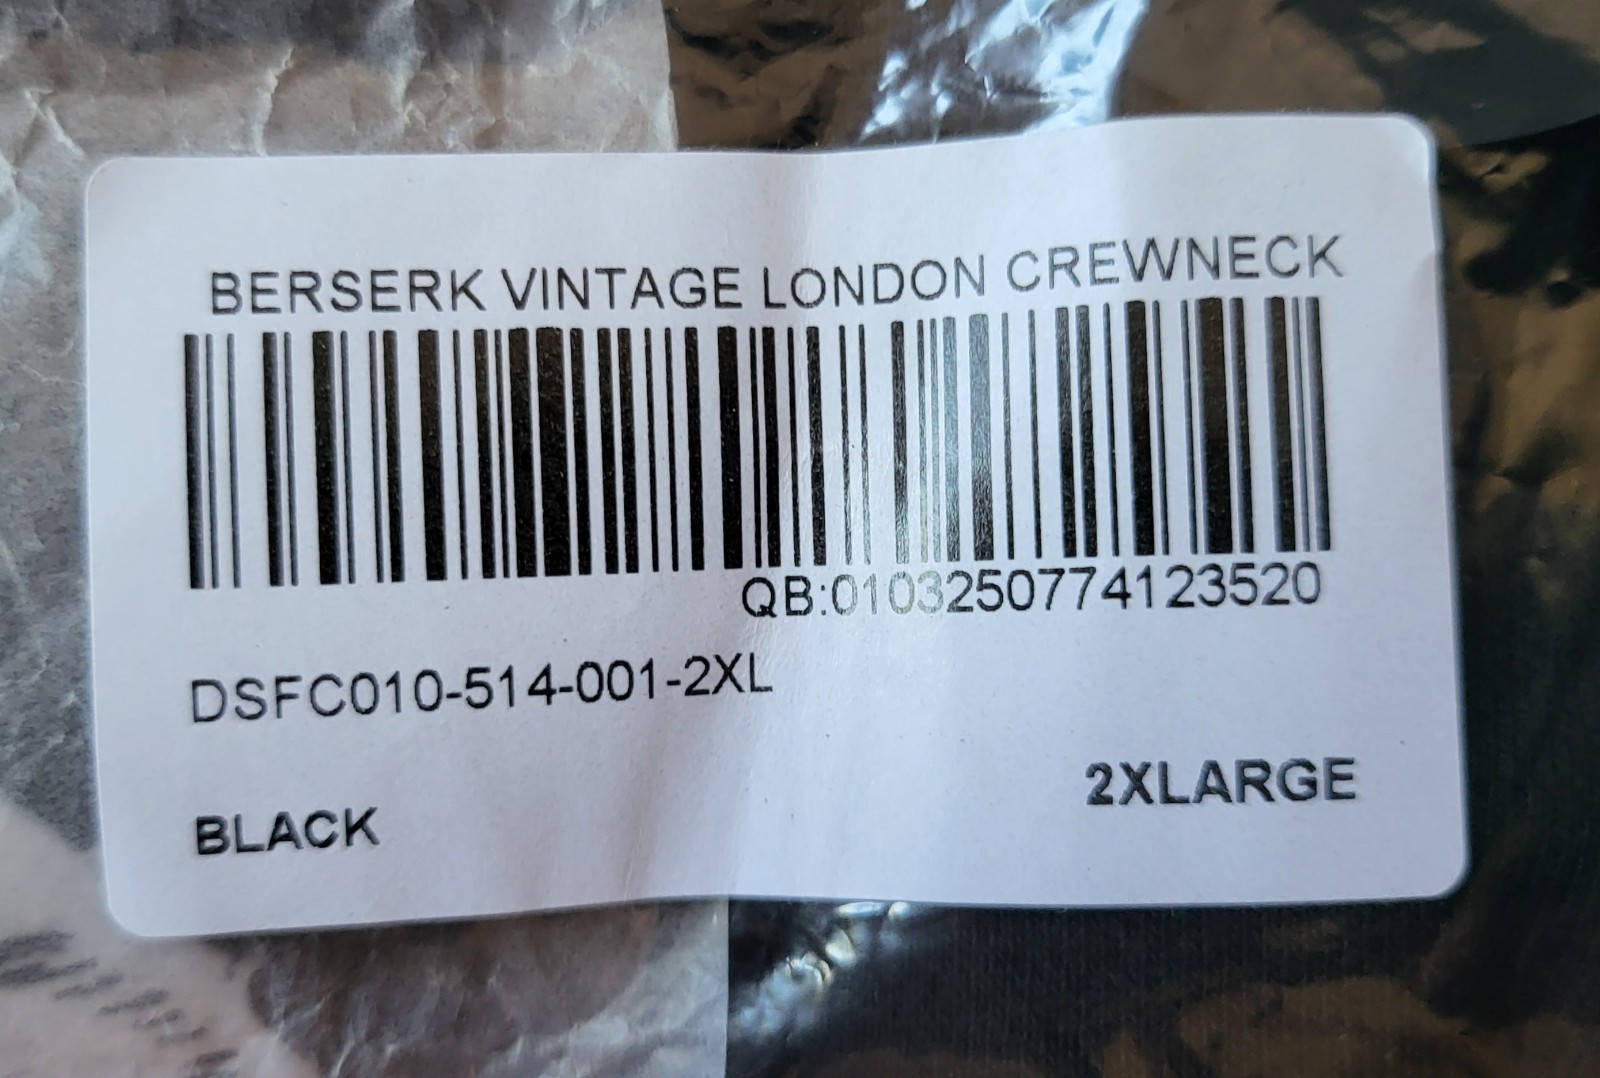 BERSERK VINTAGE LONDON CREWNECK
QB:0103250774123520
DSFC010-514-001-2XL
2XLARGE
BLACK